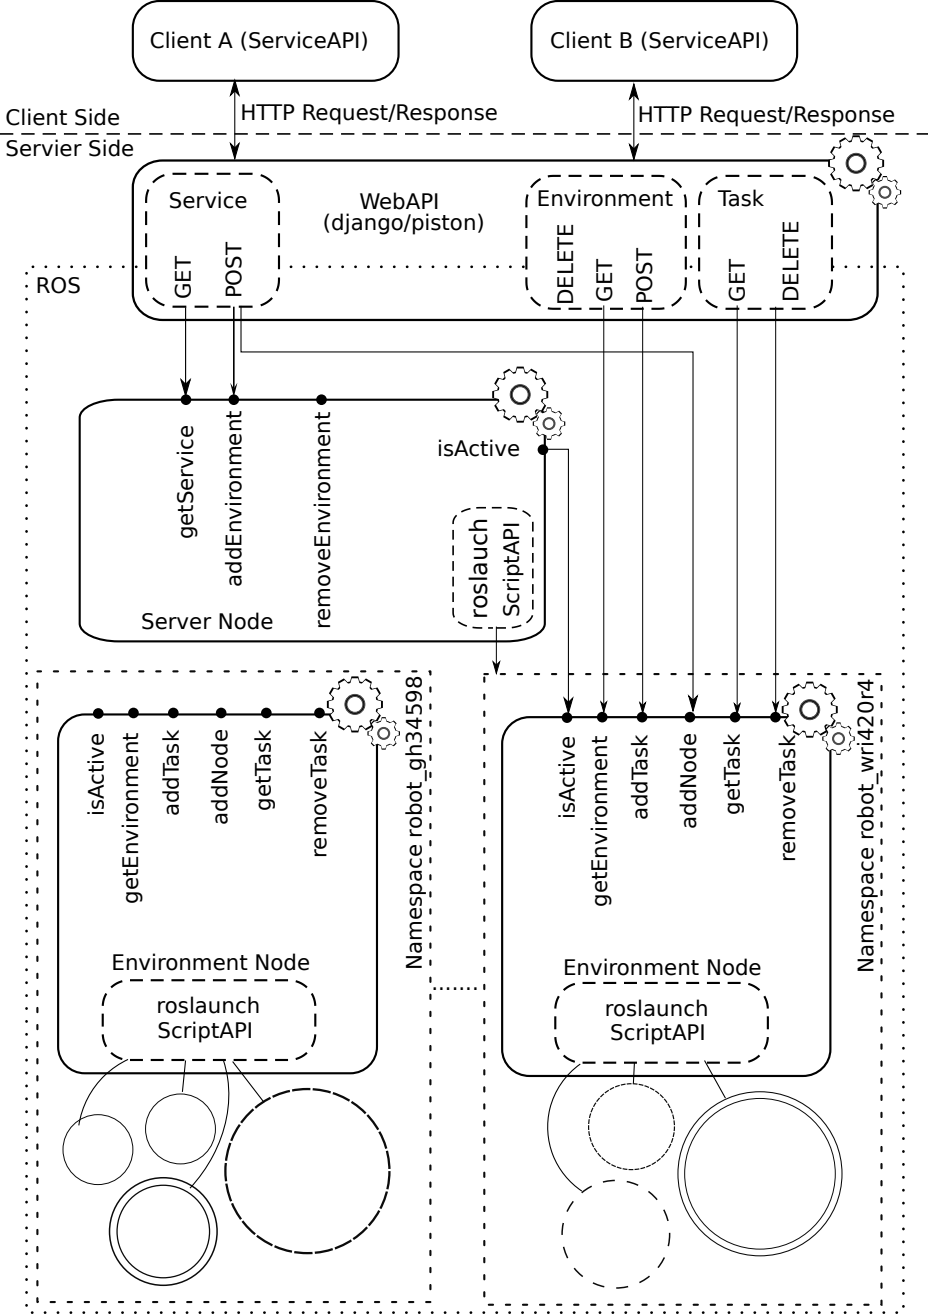 Client A (ServiceAPI)
Client B (ServiceAPI)
HTTP Request/Response
HTTP Request/Response
Client Side
Servier Side
Service
GET
POST
WebAPI
(django/piston)
Environment
DELETE
GET
POST
Task
GET
DELETE
ROS
getService
addEnvironment
removeEnvironment
isActive
roslauch
ScriptAPI
Server Node
isActive
getEnvironment
addTask
addNode
getTask
removeTask
Namespace robot_gh34598
Environment Node
roslaunch
ScriptAPI
isActive
getEnvironment
addTask
addNode
getTask
removeTask
Namespace robot_wri420r4
Environment Node
roslaunch
ScriptAPI